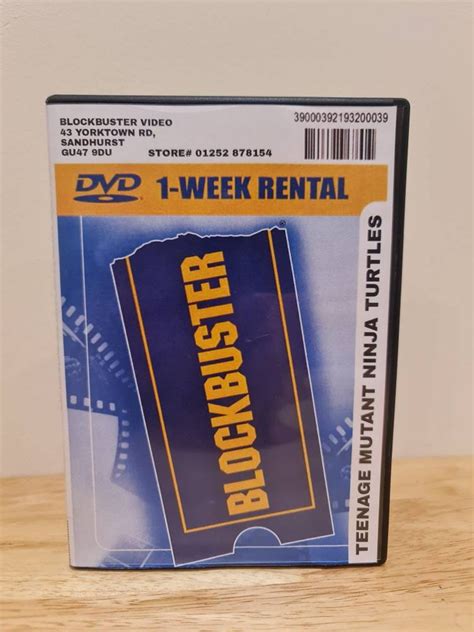 BLOCKBUSTER VIDEO
43 YORKTOWN RD,
SANDHURST
GU47 9DU
STORE# 01252 878154
39000392193200039
DVD
1-WEEK RENTAL
BLOCKBUSTER®
TEENAGE MUTANT NINJA TURTLES